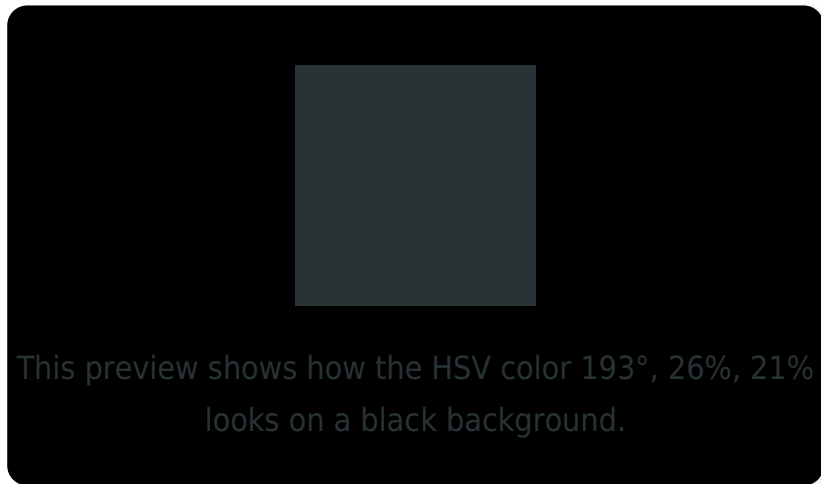 This preview shows how the HSV color 193°, 26%, 21%
looks on a black background.